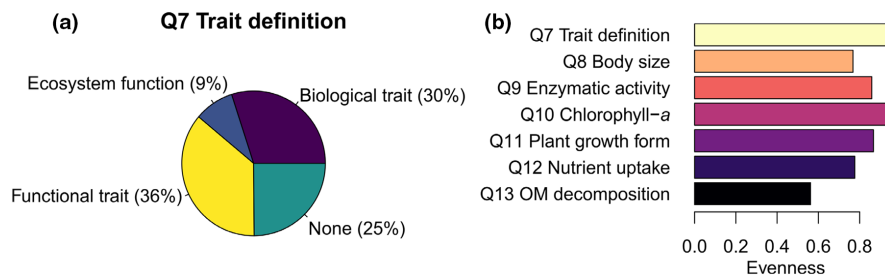 (a)
Q7 Trait definition
Ecosystem function (9%)
Biological trait (30%)
Functional trait (36%)
None (25%)
(b)
Q7 Trait definition
Q8 Body size
Q9 Enzymatic activity
Q10 Chlorophyll−a
Q11 Plant growth form
Q12 Nutrient uptake
Q13 OM decomposition
0.0 0.2 0.4 0.6 0.8
Evenness